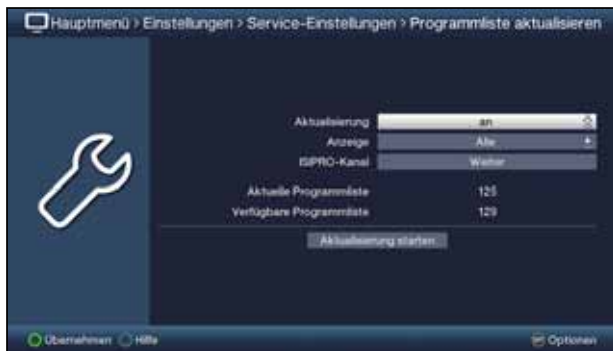 Hauptmenü > Einstellungen > Service-Einstellungen > Programmliste aktualisieren
Aktualisierung an
Anzeige Alle
ISIPRO-Kanal Weiter
Aktuelle Programmliste 125
Verfügbare Programmliste 129
Aktualisierung starten
Übernehmen Hilfe Optionen